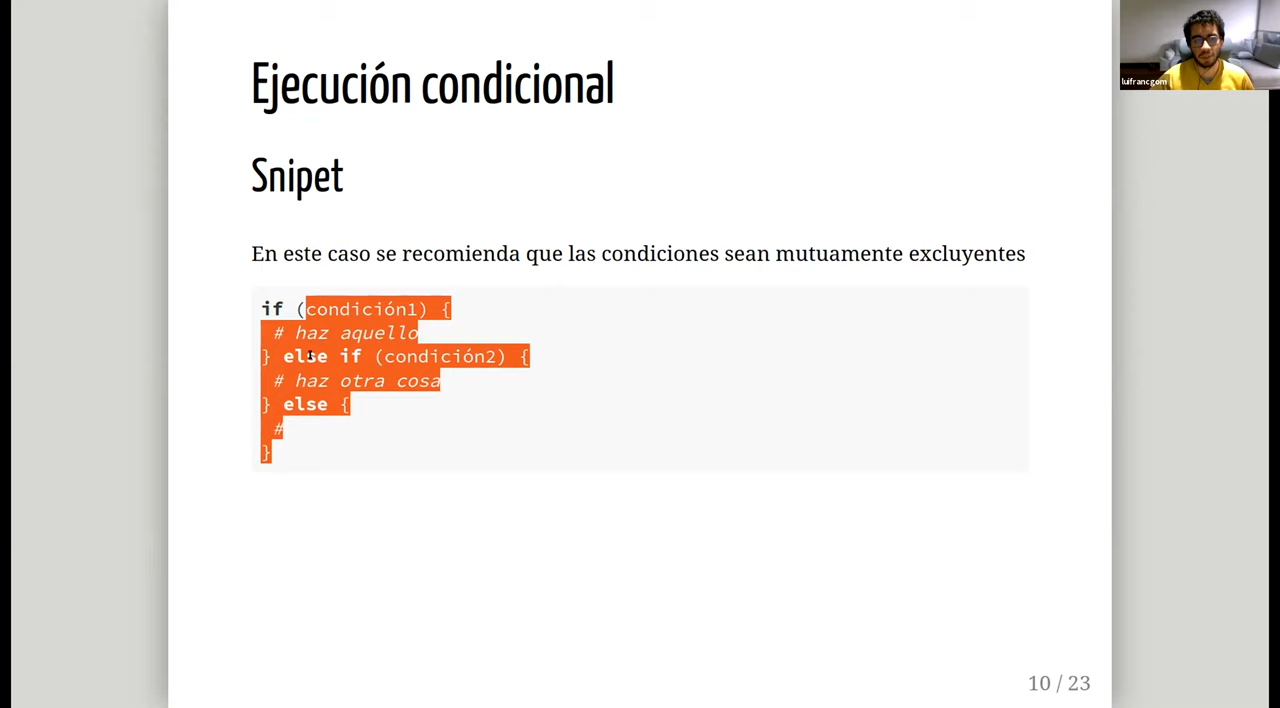 Ejecución condicional
Snipet
En este caso se recomienda que las condiciones sean mutuamente excluyentes
if (condición1) {
# haz aquello
} else if (condición2) {
# haz otra cosa
} else {
#
}
10 / 23
luifrancgom